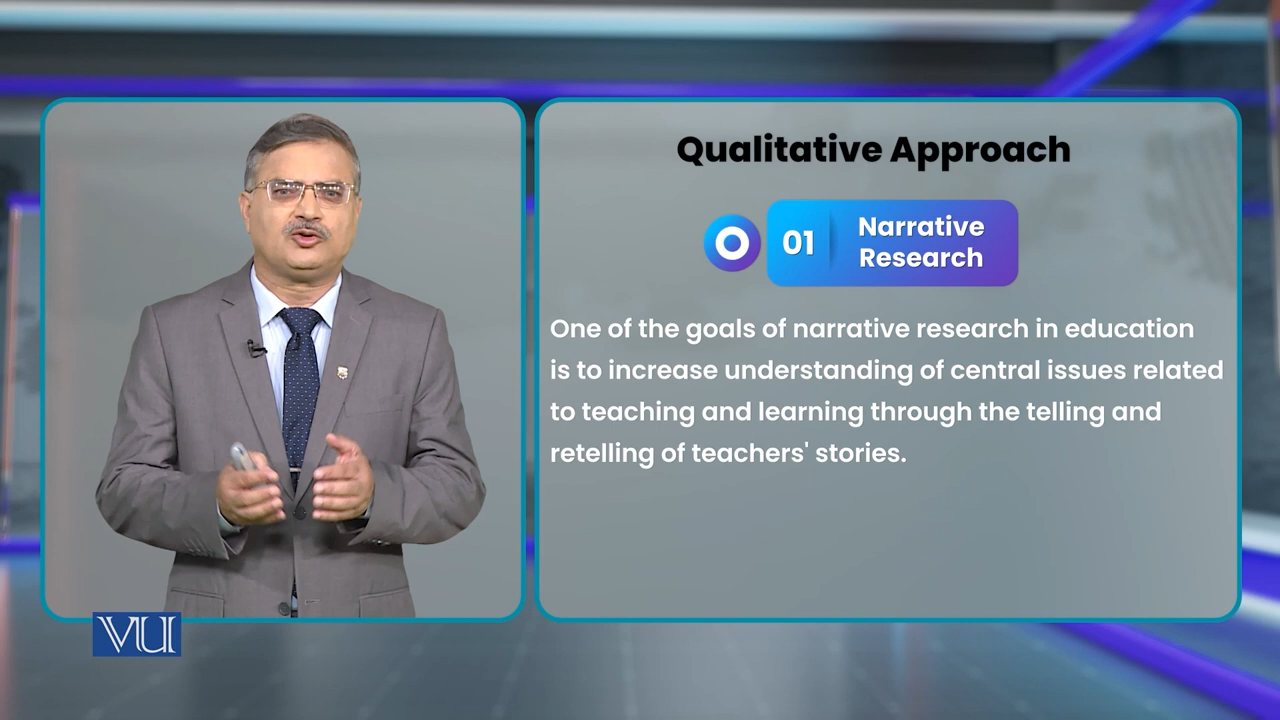 Qualitative Approach
01
Narrative
Research
One of the goals of narrative research in education
is to increase understanding of central issues related
to teaching and learning through the telling and
retelling of teachers' stories.
VU